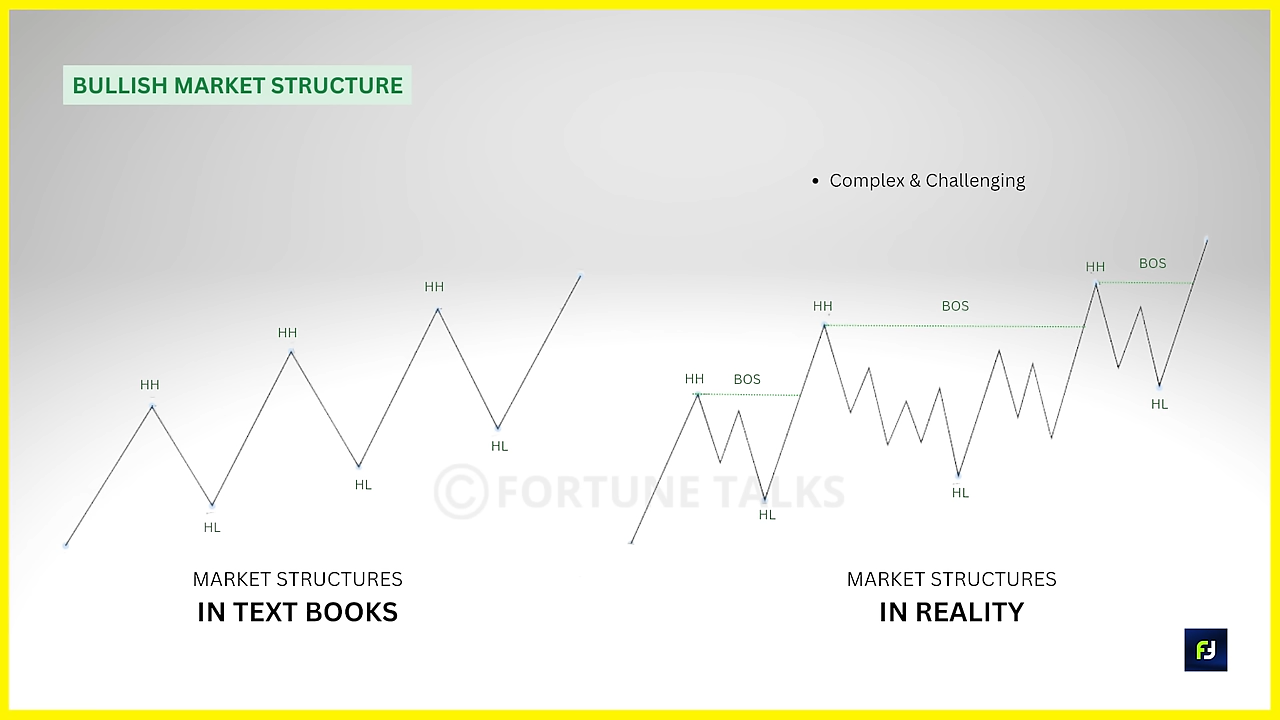 BULLISH MARKET STRUCTURE
• Complex & Challenging
HH
HL
HH
HL
HH
HL
HH
BOS
HL
HH
BOS
HL
HH
BOS
HL
© FORTUNE TALKS
MARKET STRUCTURES
IN TEXT BOOKS
MARKET STRUCTURES
IN REALITY